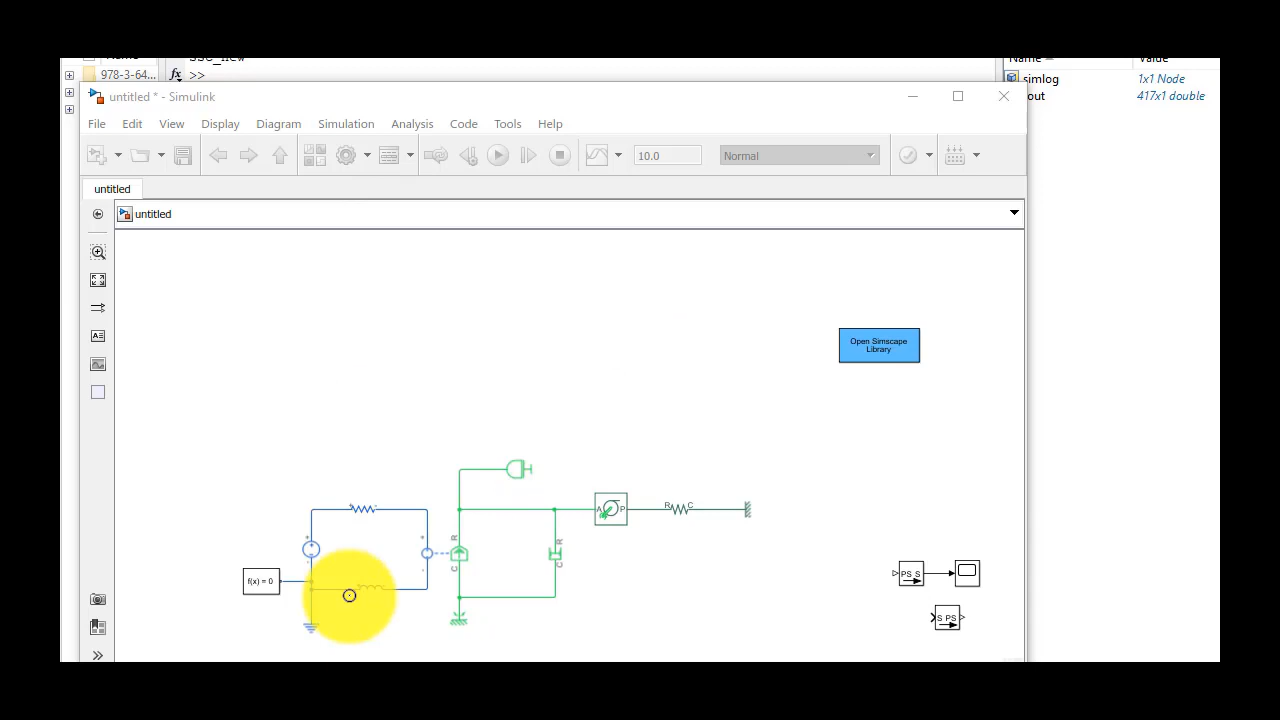 978-3-64...
fx >>
Value
simlog
1x1 Node
out
417x1 double
untitled * - Simulink
File Edit View Display Diagram Simulation Analysis Code Tools Help
10.0
Normal
untitled
untitled
Open Simscape
Library
A P
R C
R
C
R
C
f(x) = 0
PS S
S PS